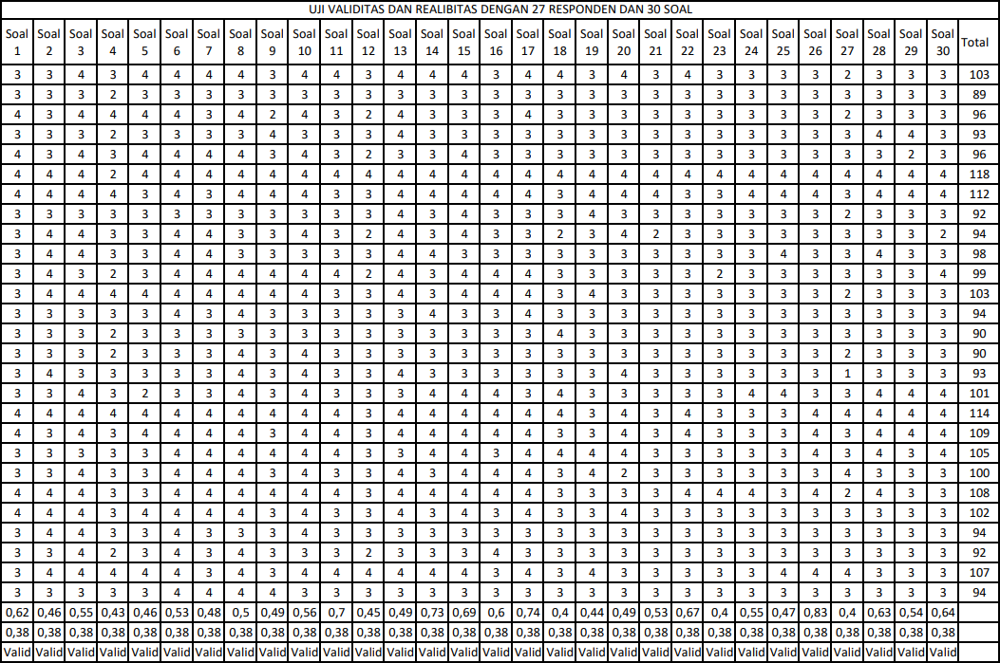 UJI VALIDITAS DAN REALIBITAS DENGAN 27 RESPONDEN DAN 30 SOAL
Soal 1 Soal 2 Soal 3 Soal 4 Soal 5 Soal 6 Soal 7 Soal 8 Soal 9 Soal 10 Soal 11 Soal 12 Soal 13 Soal 14 Soal 15 Soal 16 Soal 17 Soal 18 Soal 19 Soal 20 Soal 21 Soal 22 Soal 23 Soal 24 Soal 25 Soal 26 Soal 27 Soal 28 Soal 29 Soal 30 Total
3 3 4 3 4 4 4 4 3 4 4 3 4 4 4 3 4 4 3 4 3 4 3 3 3 3 2 3 3 3 103
3 3 3 2 3 3 3 3 3 3 3 3 3 3 3 3 3 3 3 3 3 3 3 3 3 3 3 3 3 3 89
4 3 4 4 4 4 3 4 2 4 3 2 4 3 3 3 4 3 3 3 3 3 3 3 3 3 2 3 3 3 96
3 3 3 2 3 3 3 3 4 3 3 3 4 3 3 3 3 3 3 3 3 3 3 3 3 3 3 4 4 3 93
4 3 4 3 4 4 4 4 3 4 3 2 3 3 4 3 3 3 3 3 3 3 3 3 3 3 3 3 2 3 96
4 4 4 2 4 4 4 4 4 4 4 4 4 4 4 4 4 4 4 4 4 4 4 4 4 4 4 4 4 4 118
4 4 4 4 3 4 3 4 4 4 4 3 4 4 4 4 4 3 4 4 4 3 3 4 4 4 3 4 4 4 112
3 3 3 3 3 3 3 3 3 3 3 3 4 3 4 3 3 3 4 3 3 3 3 3 3 3 2 3 3 3 92
3 4 4 3 3 4 4 3 3 4 3 2 4 3 4 3 3 2 3 4 2 3 3 3 3 3 3 3 3 2 94
3 4 4 3 3 4 4 3 3 3 3 3 4 4 3 3 3 3 3 3 3 3 3 3 4 3 3 4 3 3 98
3 4 3 2 3 4 4 4 4 4 4 2 4 3 4 4 4 3 3 3 3 3 2 3 3 3 3 3 3 4 99
3 4 4 4 4 4 4 4 4 4 3 3 4 3 4 4 4 3 4 3 3 3 3 3 3 3 2 3 3 3 103
3 3 3 3 3 4 3 4 3 3 3 3 3 4 3 3 4 3 3 3 3 3 3 3 3 3 3 3 3 3 94
3 3 3 2 3 3 3 3 3 3 3 3 3 3 3 3 3 4 3 3 3 3 3 3 3 3 3 3 3 3 90
3 3 3 2 3 3 3 4 3 4 3 3 3 3 3 3 3 3 3 3 3 3 3 3 3 3 2 3 3 3 90
3 4 3 3 3 3 3 4 3 4 3 3 4 3 3 3 3 3 3 4 3 3 3 3 3 3 1 3 3 3 93
3 3 4 3 2 3 3 4 3 4 3 3 3 4 4 4 3 4 3 3 3 3 3 4 4 3 3 4 4 4 101
4 4 4 4 4 4 4 4 4 4 4 3 4 4 4 4 4 4 3 4 3 4 3 3 3 4 4 4 4 4 114
4 3 4 3 4 4 4 4 4 4 4 3 4 4 3 4 4 3 3 4 3 4 3 3 3 4 3 4 4 4 109
3 3 3 3 3 4 3 4 4 4 4 3 3 4 4 3 4 4 4 4 3 3 3 3 3 4 3 4 3 4 105
3 3 4 3 3 4 4 4 3 4 3 3 4 3 4 4 4 3 4 2 3 3 3 3 3 3 4 3 3 3 100
4 4 4 3 3 4 4 4 4 4 4 3 4 4 4 4 4 3 3 3 3 4 4 4 3 4 2 4 3 3 108
4 4 4 3 4 4 4 4 3 4 3 3 3 4 4 3 4 3 3 4 3 3 3 3 3 3 3 3 3 3 102
3 4 4 3 3 4 3 3 3 4 3 3 3 3 3 3 3 3 3 3 3 3 3 3 3 3 3 3 3 3 94
3 3 4 2 3 4 3 4 3 3 3 2 3 3 3 4 3 3 3 3 3 3 3 3 3 3 3 3 3 3 92
3 4 4 4 4 4 3 4 3 4 4 4 4 4 4 3 4 3 4 3 3 3 3 3 4 4 4 3 3 3 107
3 3 3 3 3 4 4 4 4 3 3 3 3 3 3 3 3 3 3 3 3 3 3 3 3 3 3 3 3 3 94
0,62 0,46 0,55 0,43 0,46 0,53 0,48 0,5 0,49 0,56 0,7 0,45 0,49 0,73 0,69 0,6 0,74 0,4 0,44 0,49 0,53 0,67 0,4 0,55 0,47 0,83 0,4 0,63 0,54 0,64
0,38 0,38 0,38 0,38 0,38 0,38 0,38 0,38 0,38 0,38 0,38 0,38 0,38 0,38 0,38 0,38 0,38 0,38 0,38 0,38 0,38 0,38 0,38 0,38 0,38 0,38 0,38 0,38 0,38 0,38
Valid Valid Valid Valid Valid Valid Valid Valid Valid Valid Valid Valid Valid Valid Valid Valid Valid Valid Valid Valid Valid Valid Valid Valid Valid Valid Valid Valid Valid Valid